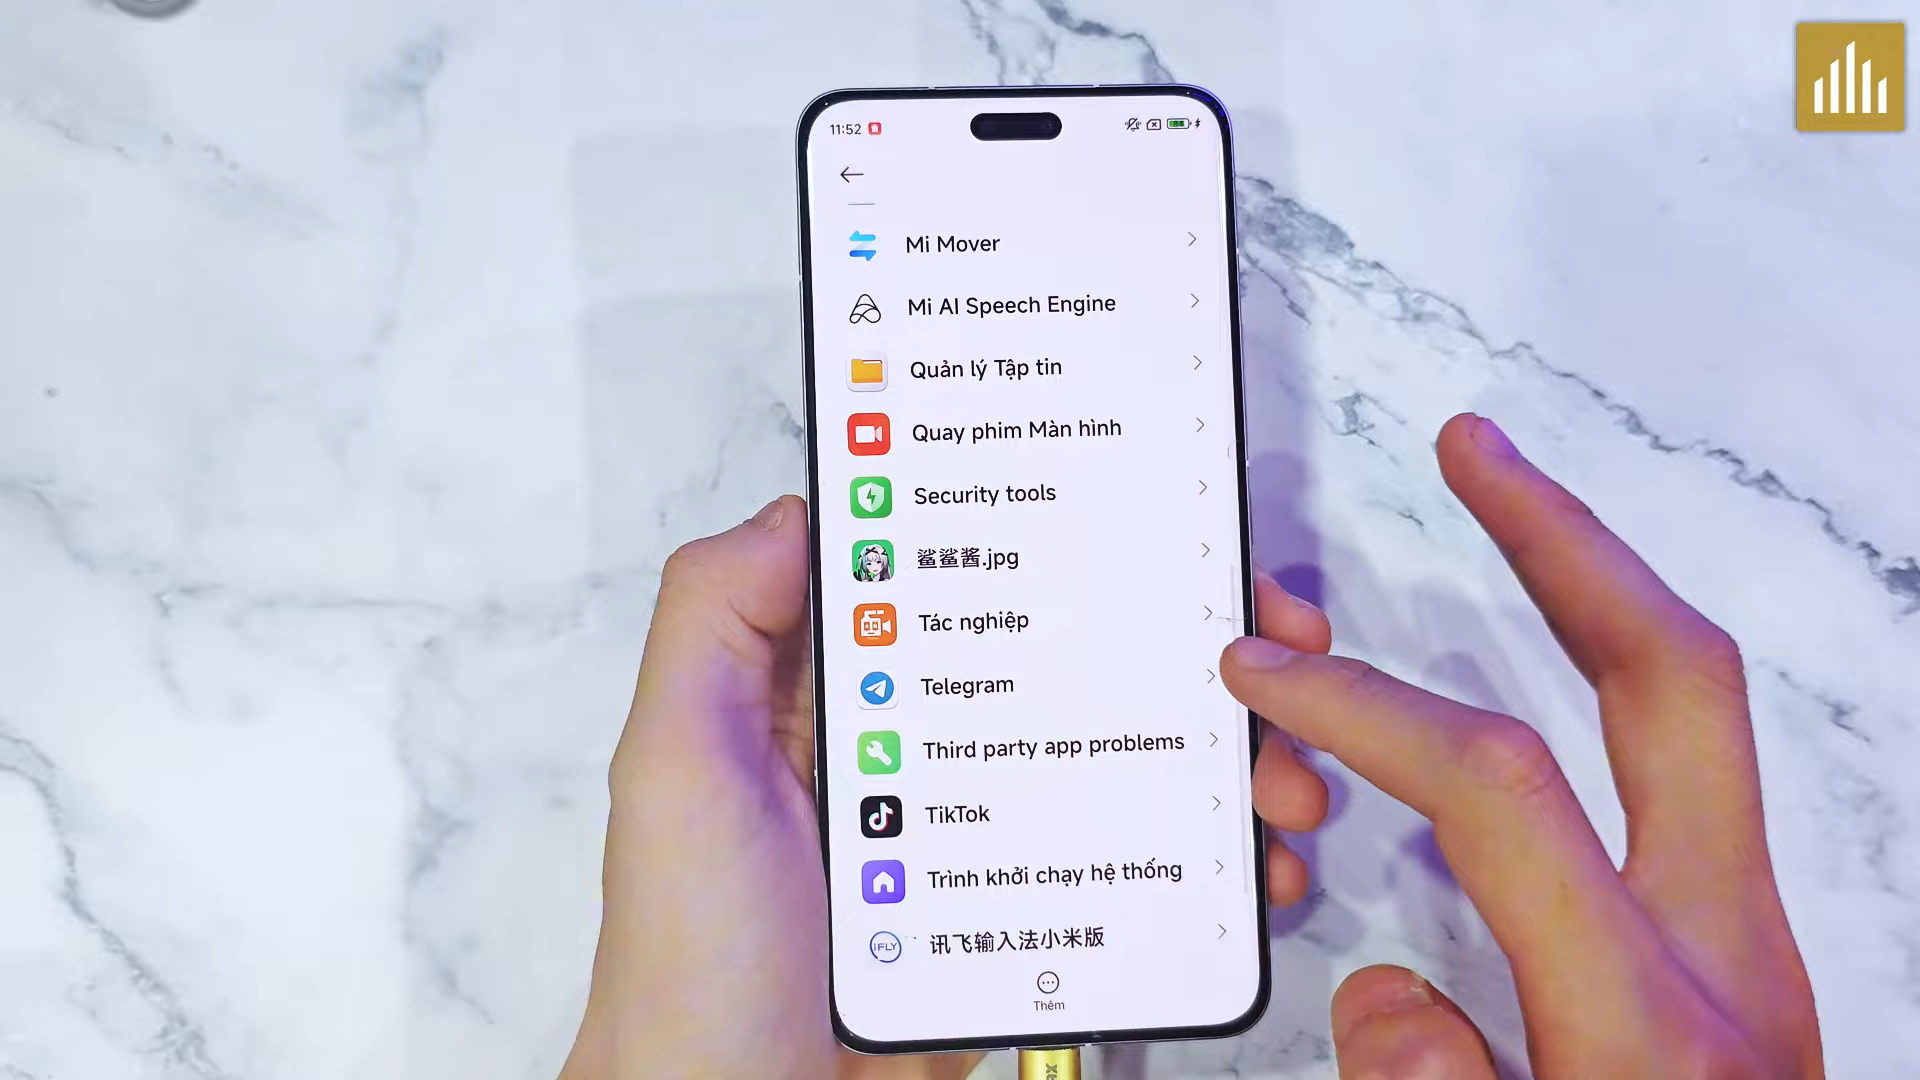 11:52
84
Mi Mover
Mi AI Speech Engine
Quản lý Tập tin
Quay phim Màn hình
Security tools
鲨鲨酱.jpg
Tác nghiệp
Telegram
Third party app problems
TikTok
Trình khởi chạy hệ thống
iFLY
讯飞输入法小米版
Thêm